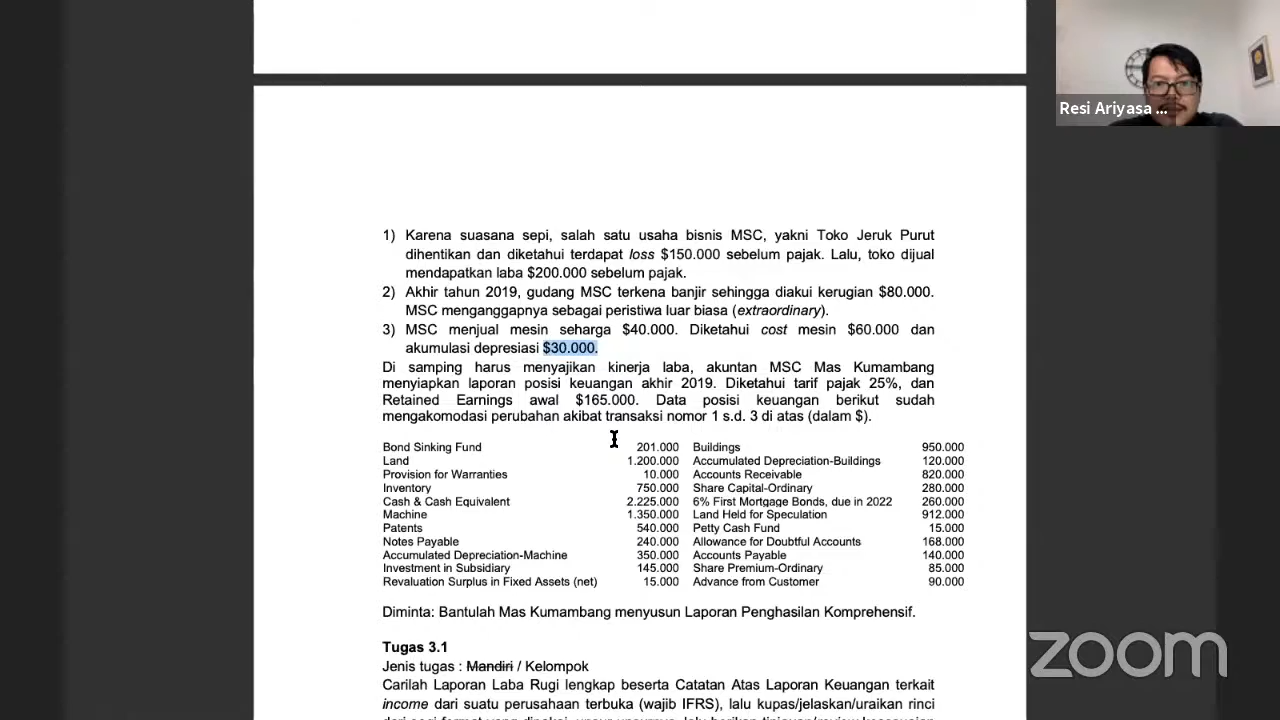 Resi Ariyasa ...
1) Karena suasana sepi, salah satu usaha bisnis MSC, yakni Toko Jeruk Purut
dihentikan dan diketahui terdapat loss $150.000 sebelum pajak. Lalu, toko dijual
mendapatkan laba $200.000 sebelum pajak.
2) Akhir tahun 2019, gudang MSC terkena banjir sehingga diakui kerugian $80.000.
MSC menganggapnya sebagai peristiwa luar biasa (extraordinary).
3) MSC menjual mesin seharga $40.000. Diketahui cost mesin $60.000 dan
akumulasi depresiasi $30.000.
Di samping harus menyajikan kinerja laba, akuntan MSC Mas Kumambang
menyiapkan laporan posisi keuangan akhir 2019. Diketahui tarif pajak 25%, dan
Retained Earnings awal $165.000. Data posisi keuangan berikut sudah
mengakomodasi perubahan akibat transaksi nomor 1 s.d. 3 di atas (dalam $).
Bond Sinking Fund 201.000 Buildings 950.000
Land 1.200.000 Accumulated Depreciation-Buildings 120.000
Provision for Warranties 10.000 Accounts Receivable 820.000
Inventory 750.000 Share Capital-Ordinary 280.000
Cash & Cash Equivalent 2.225.000 6% First Mortgage Bonds, due in 2022 260.000
Machine 1.350.000 Land Held for Speculation 912.000
Patents 540.000 Petty Cash Fund 15.000
Notes Payable 240.000 Allowance for Doubtful Accounts 168.000
Accumulated Depreciation-Machine 350.000 Accounts Payable 140.000
Investment in Subsidiary 145.000 Share Premium-Ordinary 85.000
Revaluation Surplus in Fixed Assets (net) 15.000 Advance from Customer 90.000
Diminta: Bantulah Mas Kumambang menyusun Laporan Penghasilan Komprehensif.
Tugas 3.1
Jenis tugas : Mandiri / Kelompok
Carilah Laporan Laba Rugi lengkap beserta Catatan Atas Laporan Keuangan terkait
income dari suatu perusahaan terbuka (wajib IFRS), lalu kupas/jelaskan/uraikan rinci
zoom